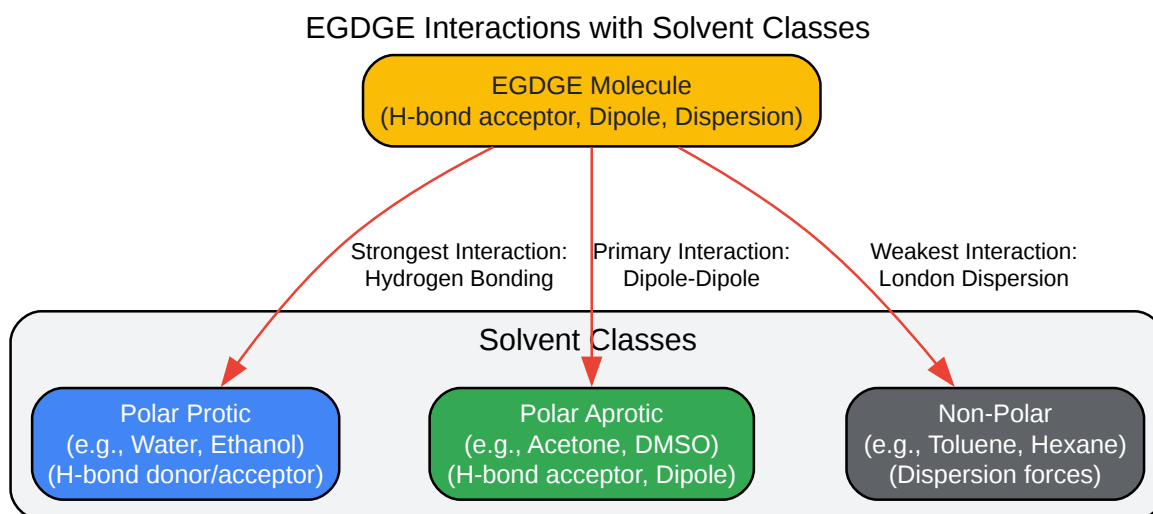 EGDGE Interactions with Solvent Classes
EGDGE Molecule
(H-bond acceptor, Dipole, Dispersion)
Strongest Interaction:
Hydrogen Bonding
Primary Interaction:
Dipole-Dipole
Weakest Interaction:
London Dispersion
Solvent Classes
Polar Protic
(e.g., Water, Ethanol)
(H-bond donor/acceptor)
Polar Aprotic
(e.g., Acetone, DMSO)
(H-bond acceptor, Dipole)
Non-Polar
(e.g., Toluene, Hexane)
(Dispersion forces)